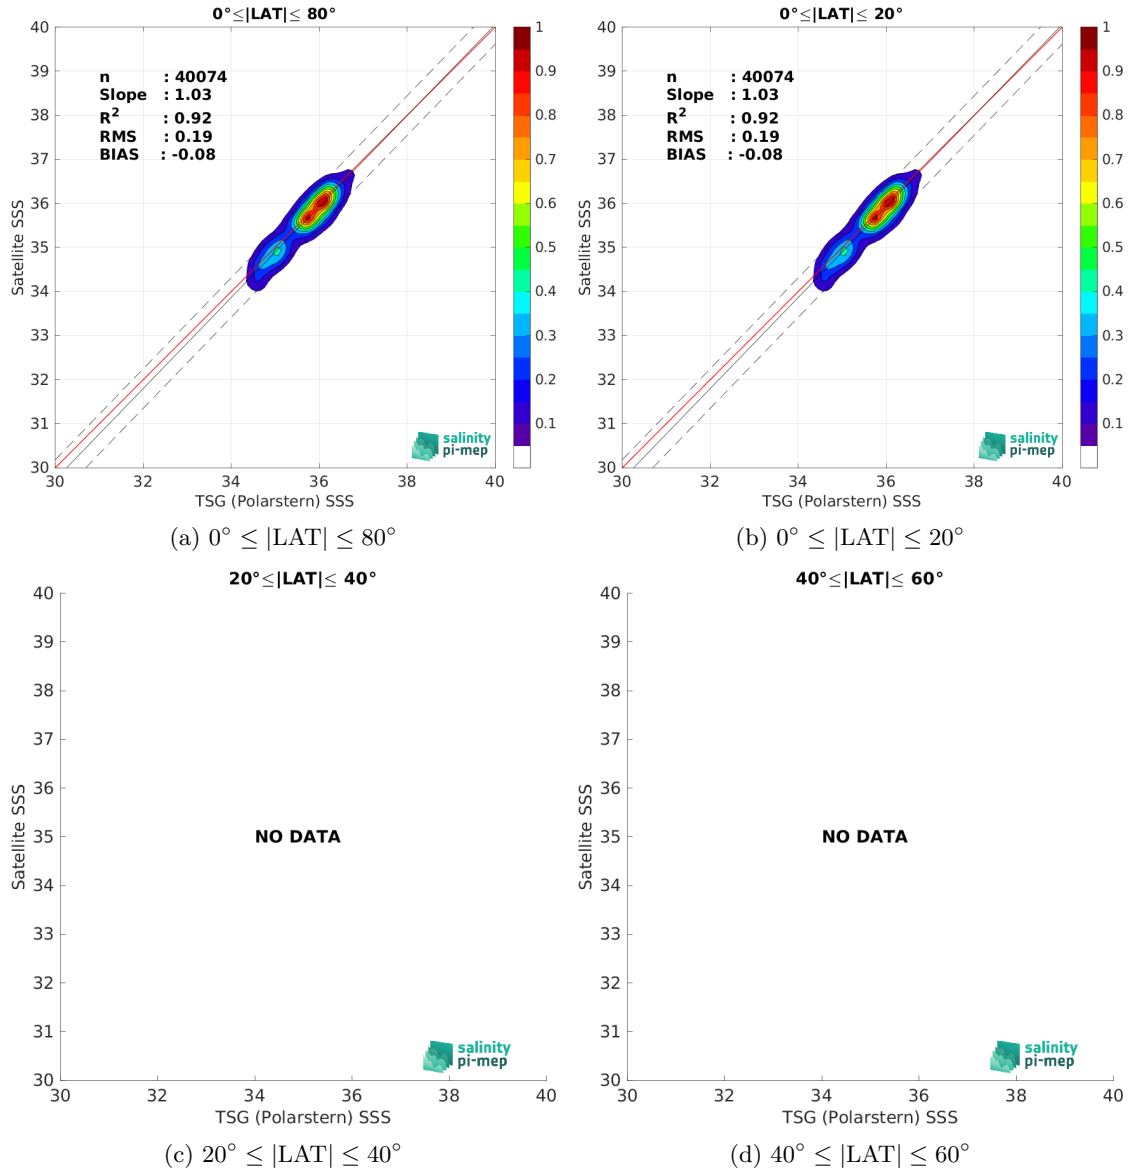 0°≤|LAT|≤ 80°
40
39
38
37
36
35
34
33
32
31
30
Satellite SSS
n : 40074
Slope : 1.03
R² : 0.92
RMS : 0.19
BIAS : -0.08
salinity
pi-mep
30 32 34 36 38 40
TSG (Polarstern) SSS
1
0.9
0.8
0.7
0.6
0.5
0.4
0.3
0.2
0.1
(a) 0° ≤ |LAT| ≤ 80°
0°≤|LAT|≤ 20°
40
39
38
37
36
35
34
33
32
31
30
Satellite SSS
n : 40074
Slope : 1.03
R² : 0.92
RMS : 0.19
BIAS : -0.08
salinity
pi-mep
30 32 34 36 38 40
TSG (Polarstern) SSS
1
0.9
0.8
0.7
0.6
0.5
0.4
0.3
0.2
0.1
(b) 0° ≤ |LAT| ≤ 20°
20°≤|LAT|≤ 40°
40
39
38
37
36
35
34
33
32
31
30
Satellite SSS
NO DATA
salinity
pi-mep
30 32 34 36 38 40
TSG (Polarstern) SSS
(c) 20° ≤ |LAT| ≤ 40°
40°≤|LAT|≤ 60°
40
39
38
37
36
35
34
33
32
31
30
Satellite SSS
NO DATA
salinity
pi-mep
30 32 34 36 38 40
TSG (Polarstern) SSS
(d) 40° ≤ |LAT| ≤ 60°